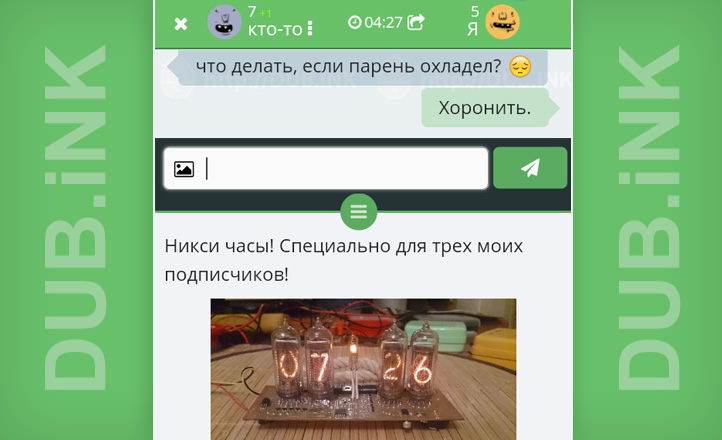 7 +1
кто-то
04:27
5
Я
что делать, если парень охладел? 😔
Хоронить.
Никси часы! Специально для трех моих
подписчиков!
07 26
DUB.iNK
DUB.iNK